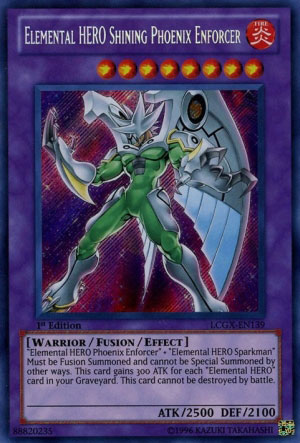 Elemental HERO Shining Phoenix Enforcer
FIRE
炎
1st Edition
LCGX-EN139
[WARRIOR / FUSION / EFFECT]
"Elemental HERO Phoenix Enforcer" + "Elemental HERO Sparkman"
Must be Fusion Summoned and cannot be Special Summoned by
other ways. This card gains 300 ATK for each "Elemental HERO"
card in your Graveyard. This card cannot be destroyed by battle.
ATK/2500 DEF/2100
88820235
©1996 KAZUKI TAKAHASHI